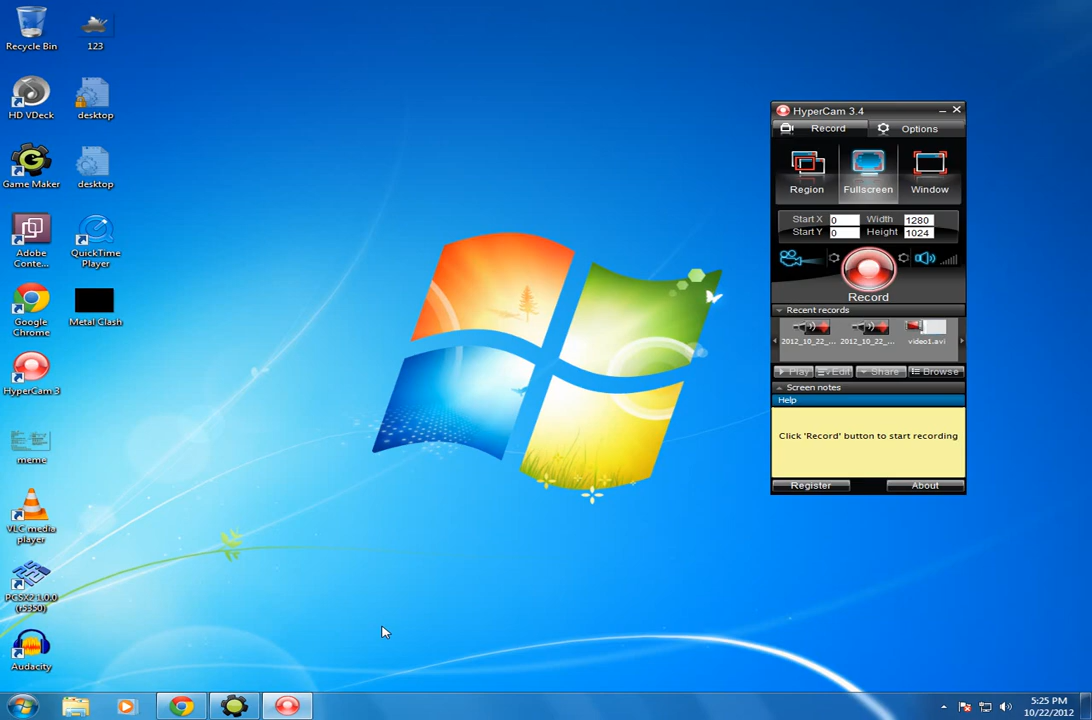 Recycle Bin
123
HD VDeck
desktop
Game Maker
desktop
Adobe
Conte...
QuickTime
Player
Google
Chrome
Metal Clash
HyperCam 3
meme
VLC media
player
PCSX2 1.0.0
(r5350)
Audacity
HyperCam 3.4
Record
Options
Region
Fullscreen
Window
Start X 0 Width 1280
Start Y 0 Height 1024
Record
Recent records
2012_10_22_... 2012_10_22_... video1.avi
Play Edit Share Browse
Screen notes
Help
Click 'Record' button to start recording
Register
About
5:25 PM
10/22/2012